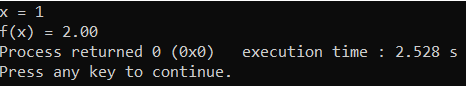 x = 1
f(x) = 2.00
Process returned 0 (0x0)   execution time : 2.528 s
Press any key to continue.